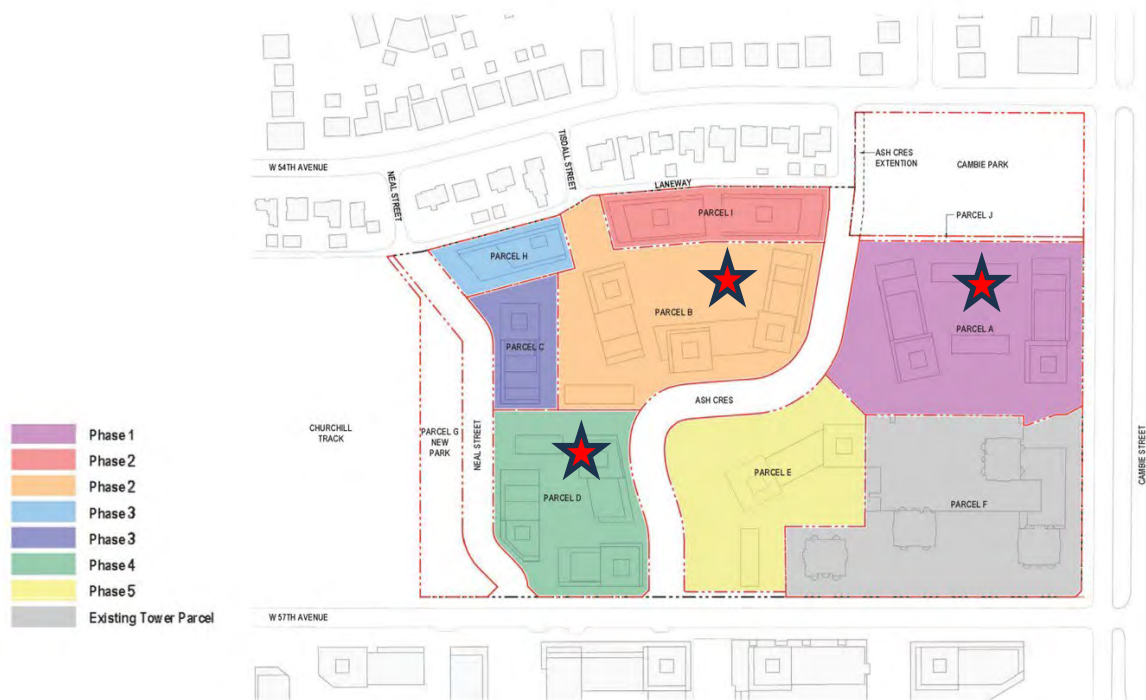 TISDALL STREET
W 54TH AVENUE
NEAL STREET
LANEWAY
ASH CRES
EXTENTION
CAMBIE PARK
PARCEL J
PARCEL I
PARCEL H
PARCEL B
PARCEL A
PARCEL C
ASH CRES
CHURCHILL
TRACK
PARCEL G
NEW
PARK
NEAL STREET
PARCEL D
PARCEL E
PARCEL F
CAMBIE STREET
W 57TH AVENUE
Phase 1
Phase 2
Phase 2
Phase 3
Phase 3
Phase 4
Phase 5
Existing Tower Parcel